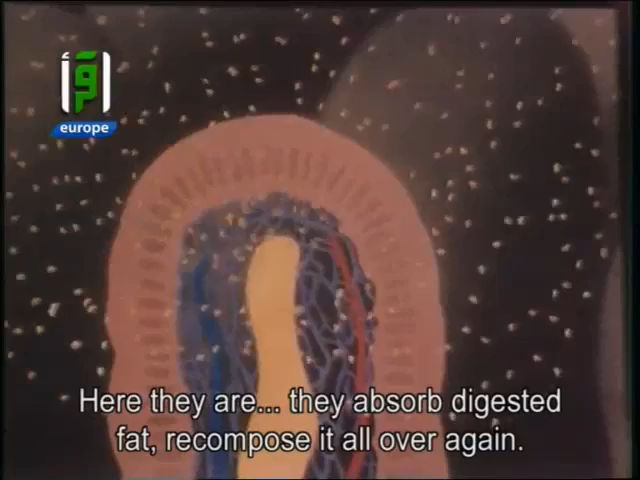 اقرأ
europe
Here they are... they absorb digested
fat, recompose it all over again.